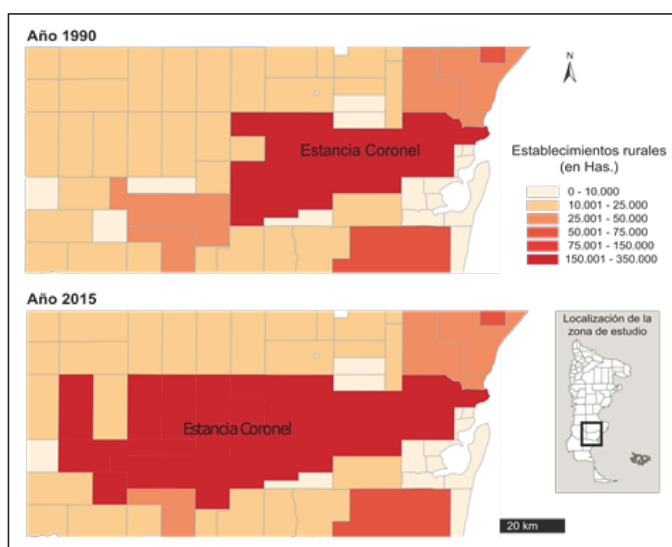 Año 1990
N
Estancia Coronel
Establecimientos rurales
(en Has.)
0 - 10.000
10.001 - 25.000
25.001 - 50.000
50.001 - 75.000
75.001 - 150.000
150.001 - 350.000
Año 2015
Estancia Coronel
Localización de la
zona de estudio
20 km